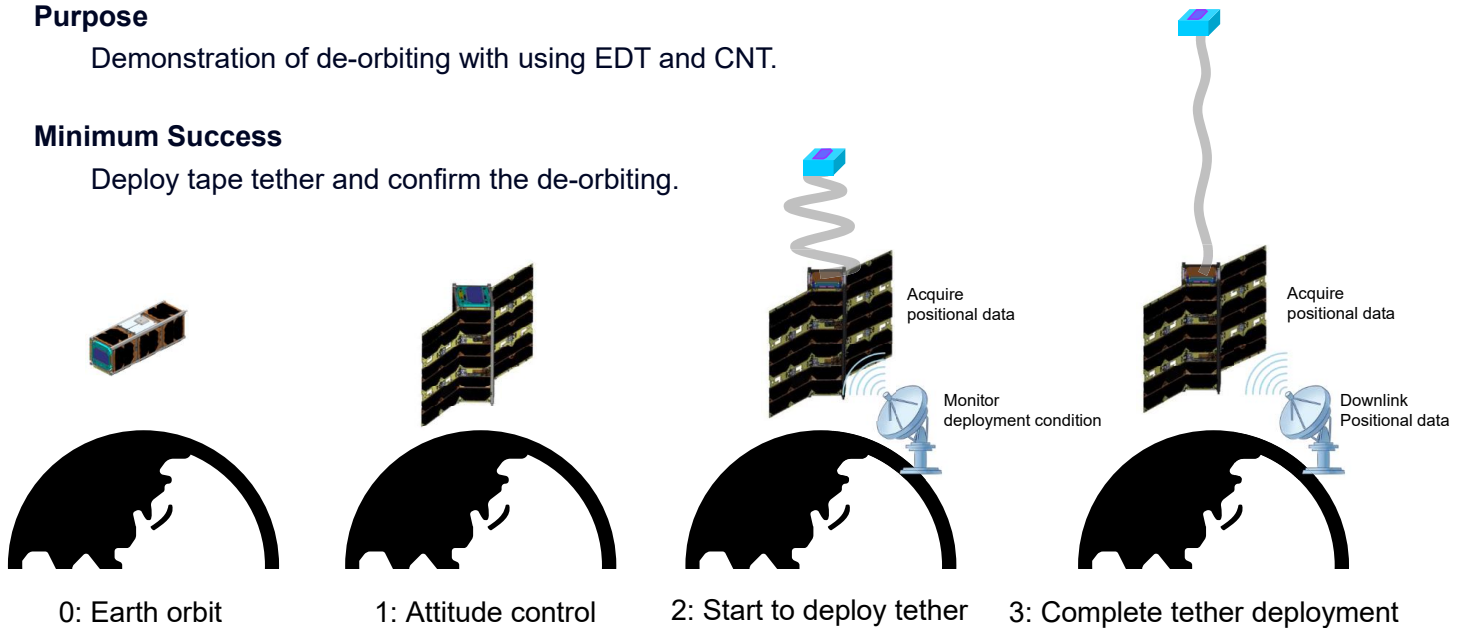 Purpose
Demonstration of de-orbiting with using EDT and CNT.
Minimum Success
Deploy tape tether and confirm the de-orbiting.
Acquire
positional data
Monitor
deployment condition
Acquire
positional data
Downlink
Positional data
0: Earth orbit
1: Attitude control
2: Start to deploy tether
3: Complete tether deployment